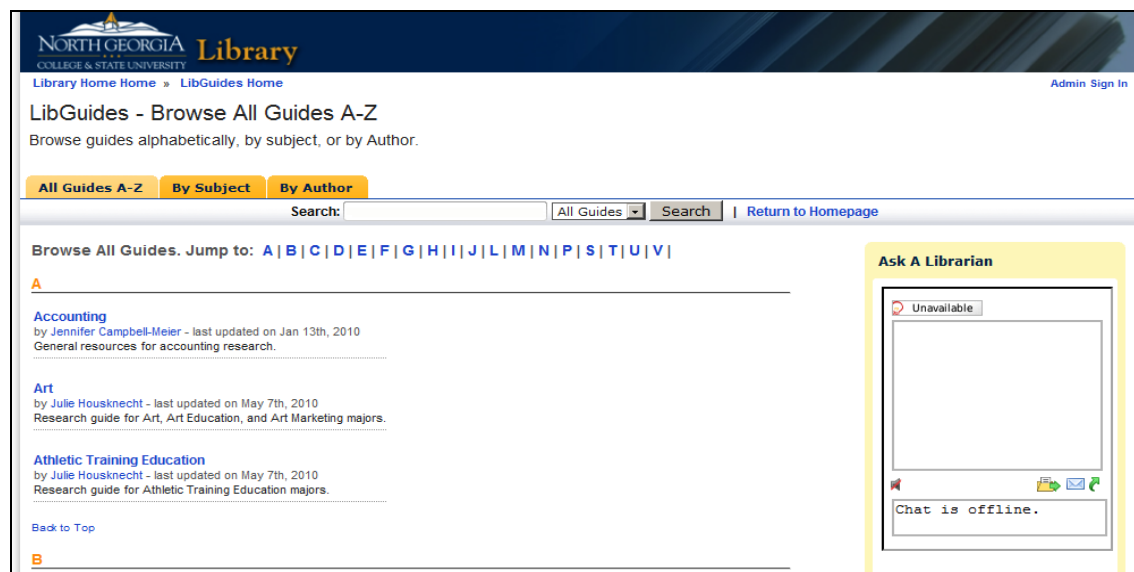 NORTH GEORGIA
COLLEGE & STATE UNIVERSITY
Library
Library Home Home » LibGuides Home
Admin Sign In
LibGuides - Browse All Guides A-Z
Browse guides alphabetically, by subject, or by Author.
All Guides A-Z By Subject By Author
Search: All Guides Search | Return to Homepage
Browse All Guides. Jump to: A | B | C | D | E | F | G | H | I | J | L | M | N | P | S | T | U | V |
A
Accounting
by Jennifer Campbell-Meier - last updated on Jan 13th, 2010
General resources for accounting research.
Art
by Julie Housknecht - last updated on May 7th, 2010
Research guide for Art, Art Education, and Art Marketing majors.
Athletic Training Education
by Julie Housknecht - last updated on May 7th, 2010
Research guide for Athletic Training Education majors.
Back to Top
B
Ask A Librarian
Unavailable
Chat is offline.